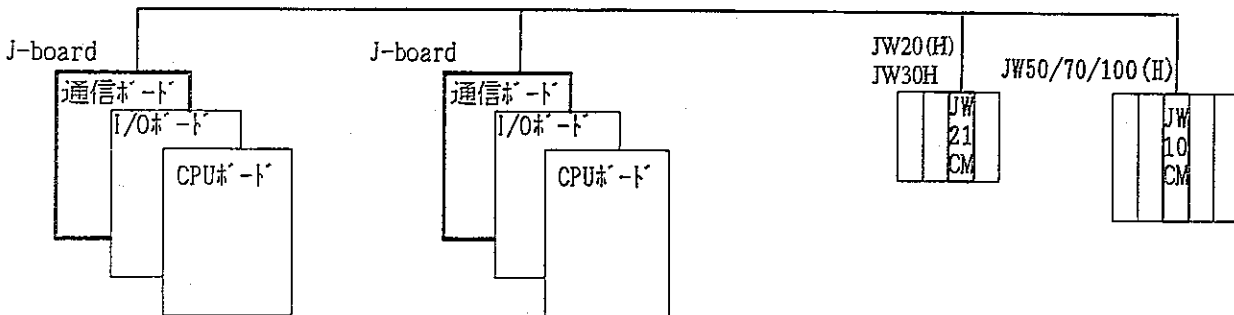 J-board
通信ボード
I/Oボード
CPUボード
J-board
通信ボード
I/Oボード
CPUボード
JW20(H)
JW30H
JW
21
CM
JW50/70/100(H)
JW
10
CM